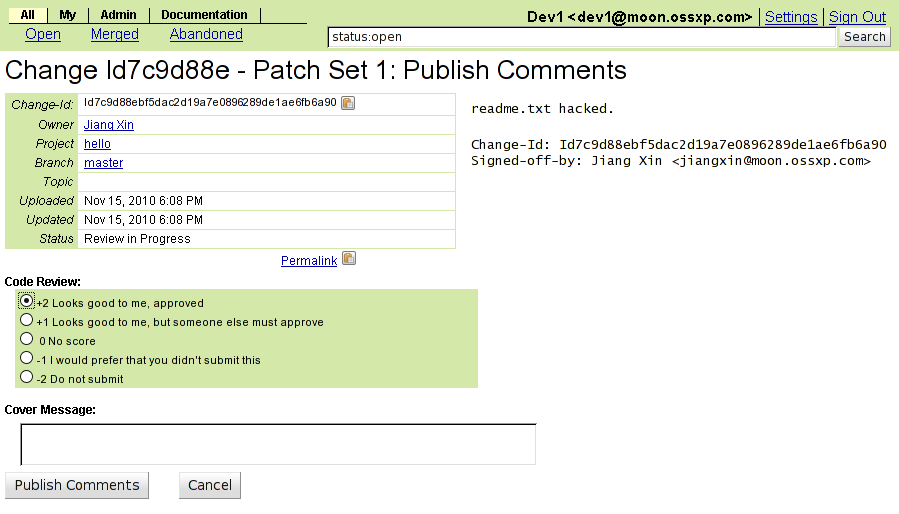 All My Admin Documentation Dev1 <dev1@moon.ossxp.com> Settings Sign Out
Open Merged Abandoned status:open Search
Change Id7c9d88e - Patch Set 1: Publish Comments
Change-Id: Id7c9d88ebf5dac2d19a7e0896289de1ae6fb6a90
Owner Jiang Xin
Project hello
Branch master
Topic
Uploaded Nov 15, 2010 6:08 PM
Updated Nov 15, 2010 6:08 PM
Status Review in Progress
Permalink
readme.txt hacked.
Change-Id: Id7c9d88ebf5dac2d19a7e0896289de1ae6fb6a90
Signed-off-by: Jiang Xin <jiangxin@moon.ossxp.com>
Code Review:
+2 Looks good to me, approved
+1 Looks good to me, but someone else must approve
0 No score
-1 I would prefer that you didn't submit this
-2 Do not submit
Cover Message:
Publish Comments Cancel